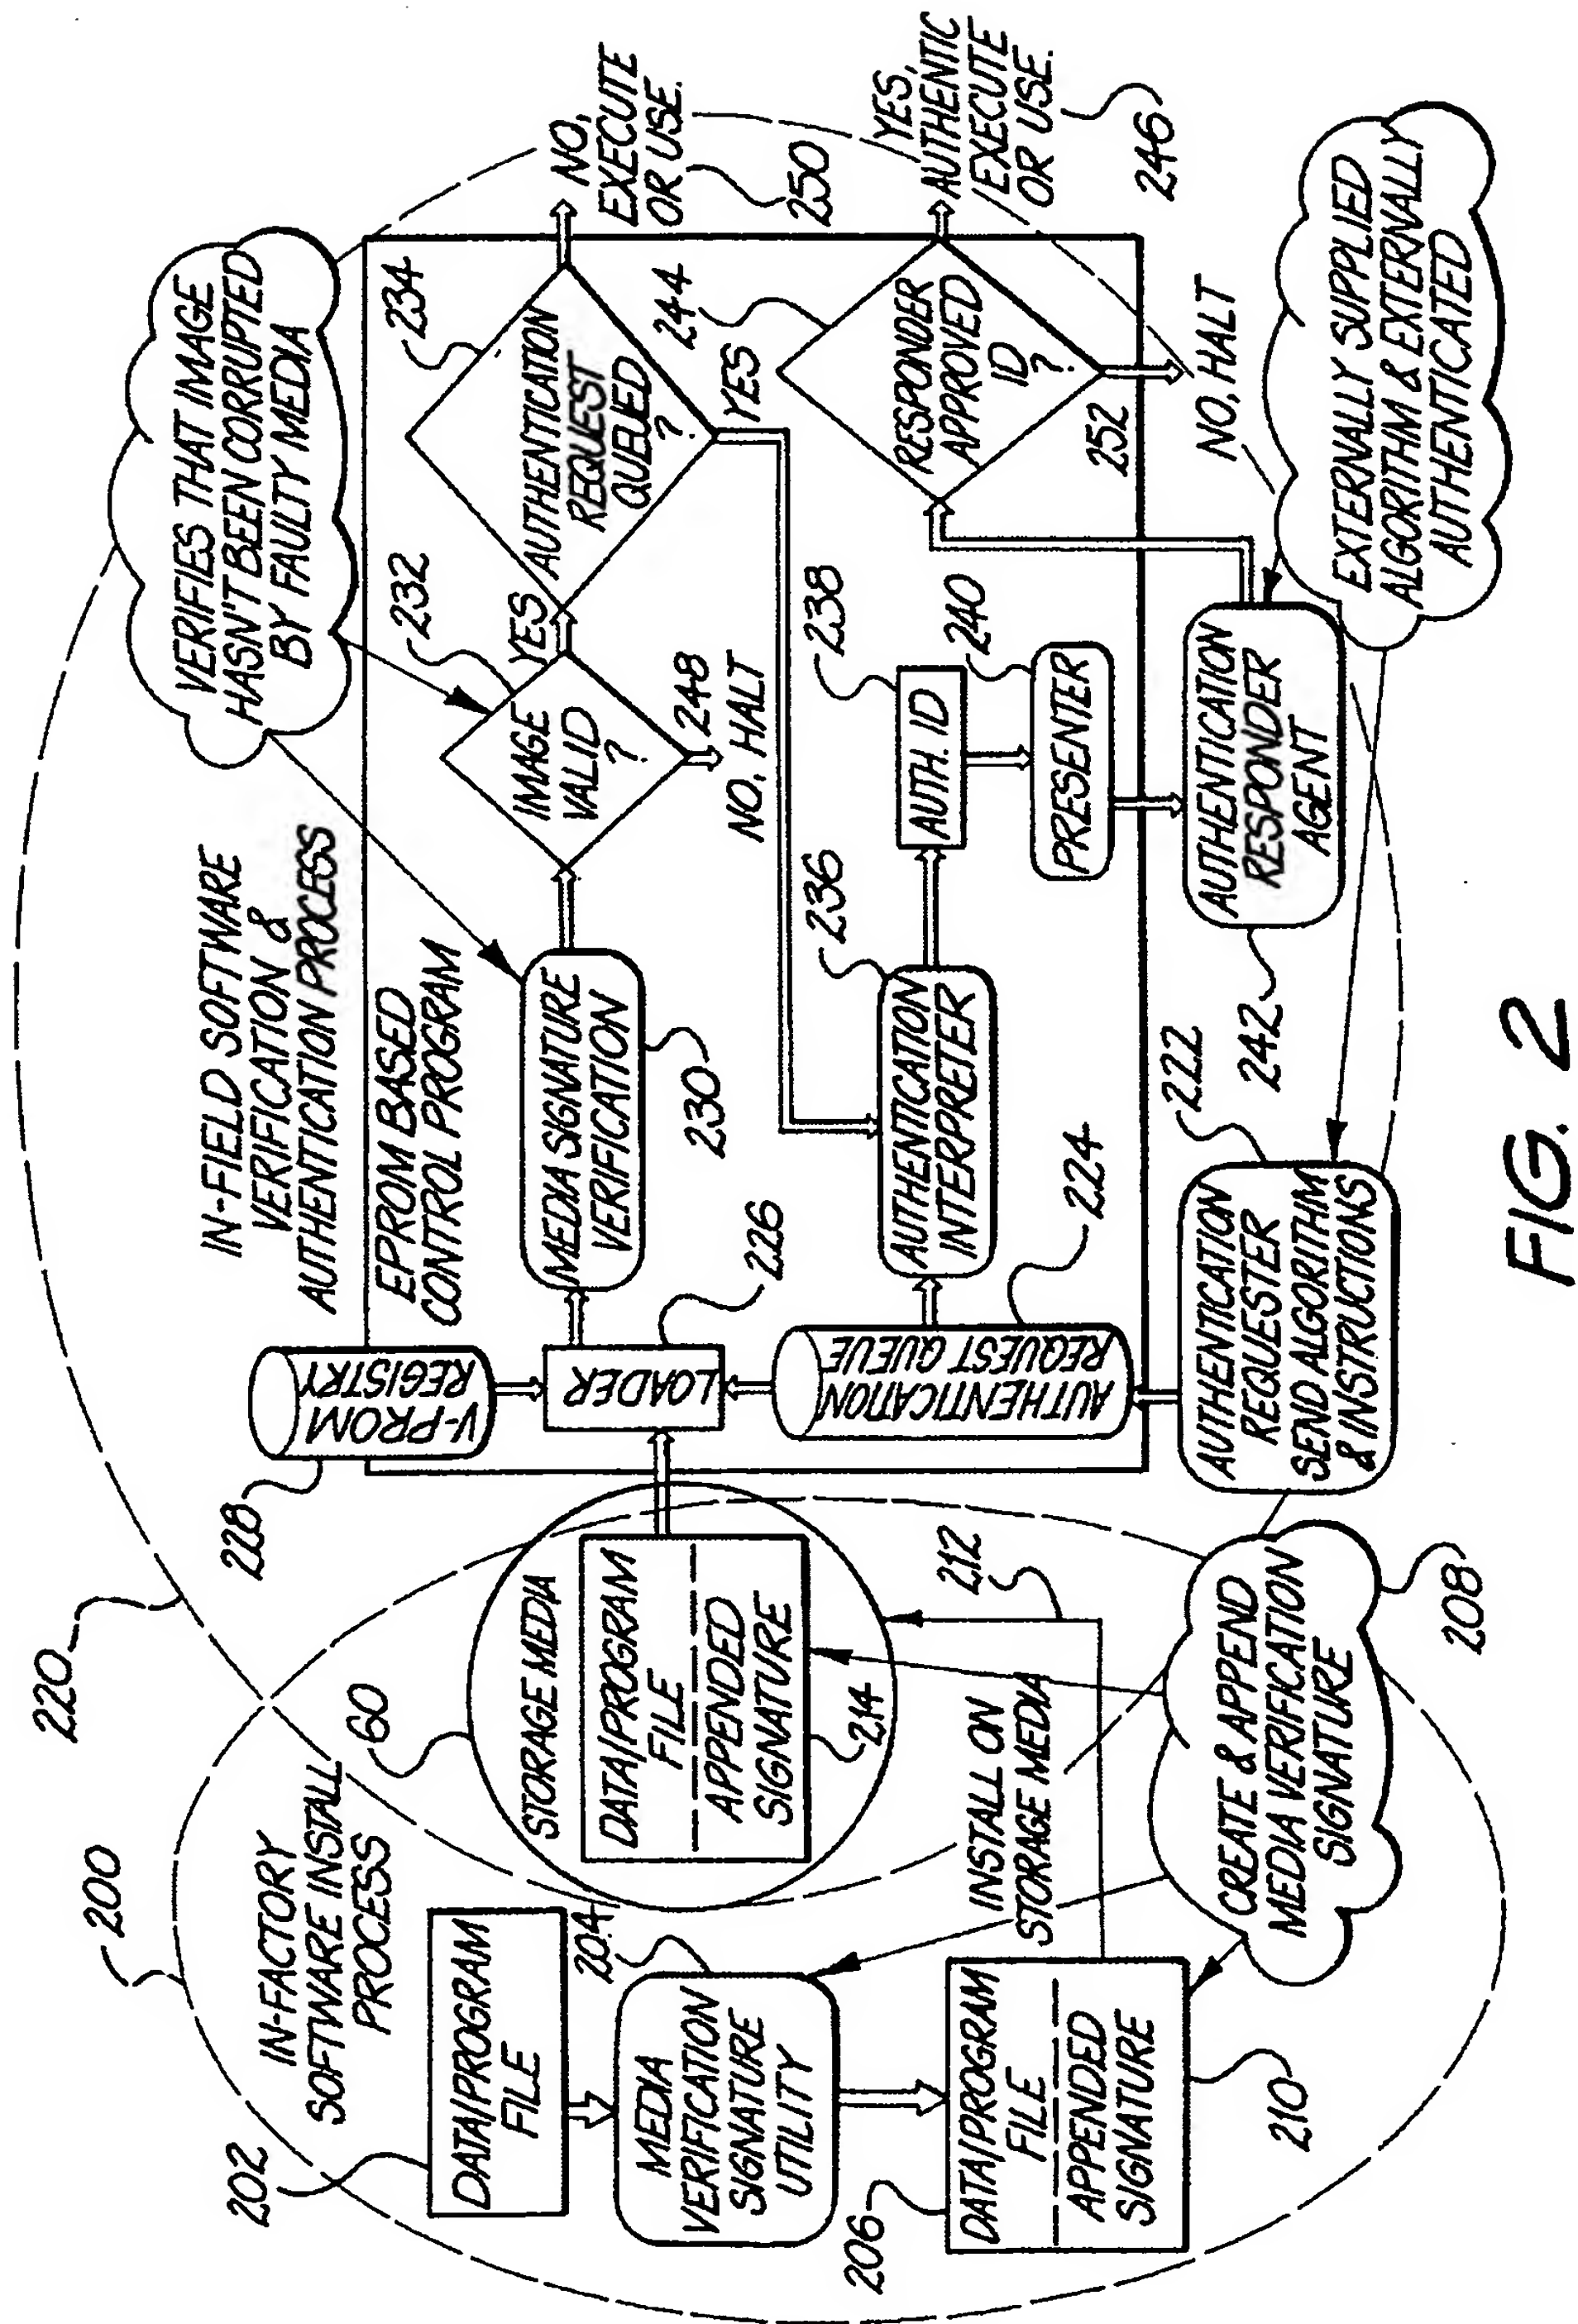 200
IN-FACTORY
SOFTWARE INSTALL
PROCESS
202
DATA/PROGRAM
FILE
204
MEDIA
VERIFICATION
SIGNATURE
UTILITY
206
DATA/PROGRAM
FILE
APPENDED
SIGNATURE
210
220
60
STORAGE MEDIA
DATA/PROGRAM
FILE
APPENDED
SIGNATURE
214
212
INSTALL ON
STORAGE MEDIA
CREATE & APPEND
MEDIA VERIFICATION
SIGNATURE
208
IN-FIELD SOFTWARE
VERIFICATION &
AUTHENTICATION PROCESS
228
V-PROM
REGISTRY
EPROM BASED
CONTROL PROGRAM
LOADER
226
MEDIA SIGNATURE
VERIFICATION
230
AUTHENTICATION
REQUEST QUEUE
224
AUTHENTICATION
REQUESTER
SEND ALGORITHM
& INSTRUCTIONS
222
VERIFIES THAT IMAGE
HASN'T BEEN CORRUPTED
BY FAULTY MEDIA
232
IMAGE
VALID
?
YES
248
NO, HALT
234
AUTHENTICATION
REQUEST
QUEUED
?
YES
NO,
EXECUTE
OR USE.
250
236
AUTHENTICATION
INTERPRETER
238
AUTH. ID
240
PRESENTER
AUTHENTICATION
RESPONDER
AGENT
242
244
RESPONDER
APPROVED
ID
?
YES,
AUTHENTIC
EXECUTE
OR USE.
246
252
NO, HALT
EXTERNALLY SUPPLIED
ALGORITHM & EXTERNALLY
AUTHENTICATED
FIG. 2